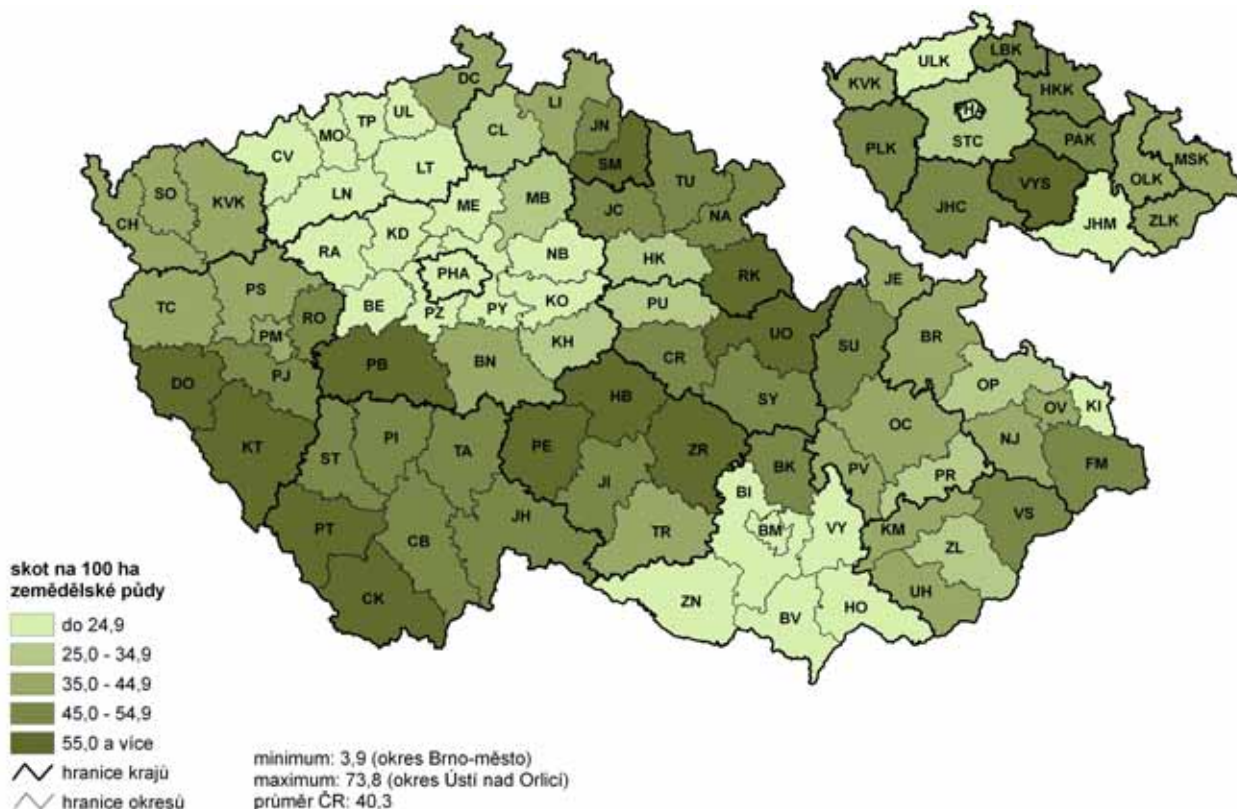 DC
UL
TP
MO
CV
LT
LN
CL
LI
JN
SM
TU
JC
NA
MB
ME
SO
CH
KVK
RA
KD
PHA
NB
BE
PZ
PY
KO
HK
RK
PU
KH
TC
PS
PM
RO
PJ
DO
KT
PB
BN
CR
UO
SY
SU
JE
BR
OP
OV
KI
NJ
FM
OC
PV
PR
HB
PE
ZR
JI
TR
BK
BI
BM
VY
ZN
BV
HO
KM
ZL
VS
UH
ST
PI
TA
PT
CB
JH
CK
ULK
LBK
KVK
HKK
PHA
STC
PLK
PAK
VYS
JHC
OLK
MSK
JHM
ZLK
skot na 100 ha
zemědělské půdy
do 24,9
25,0 - 34,9
35,0 - 44,9
45,0 - 54,9
55,0 a více
hranice krajů
hranice okresů
minimum: 3,9 (okres Brno-město)
maximum: 73,8 (okres Ústí nad Orlicí)
průměr ČR: 40,3